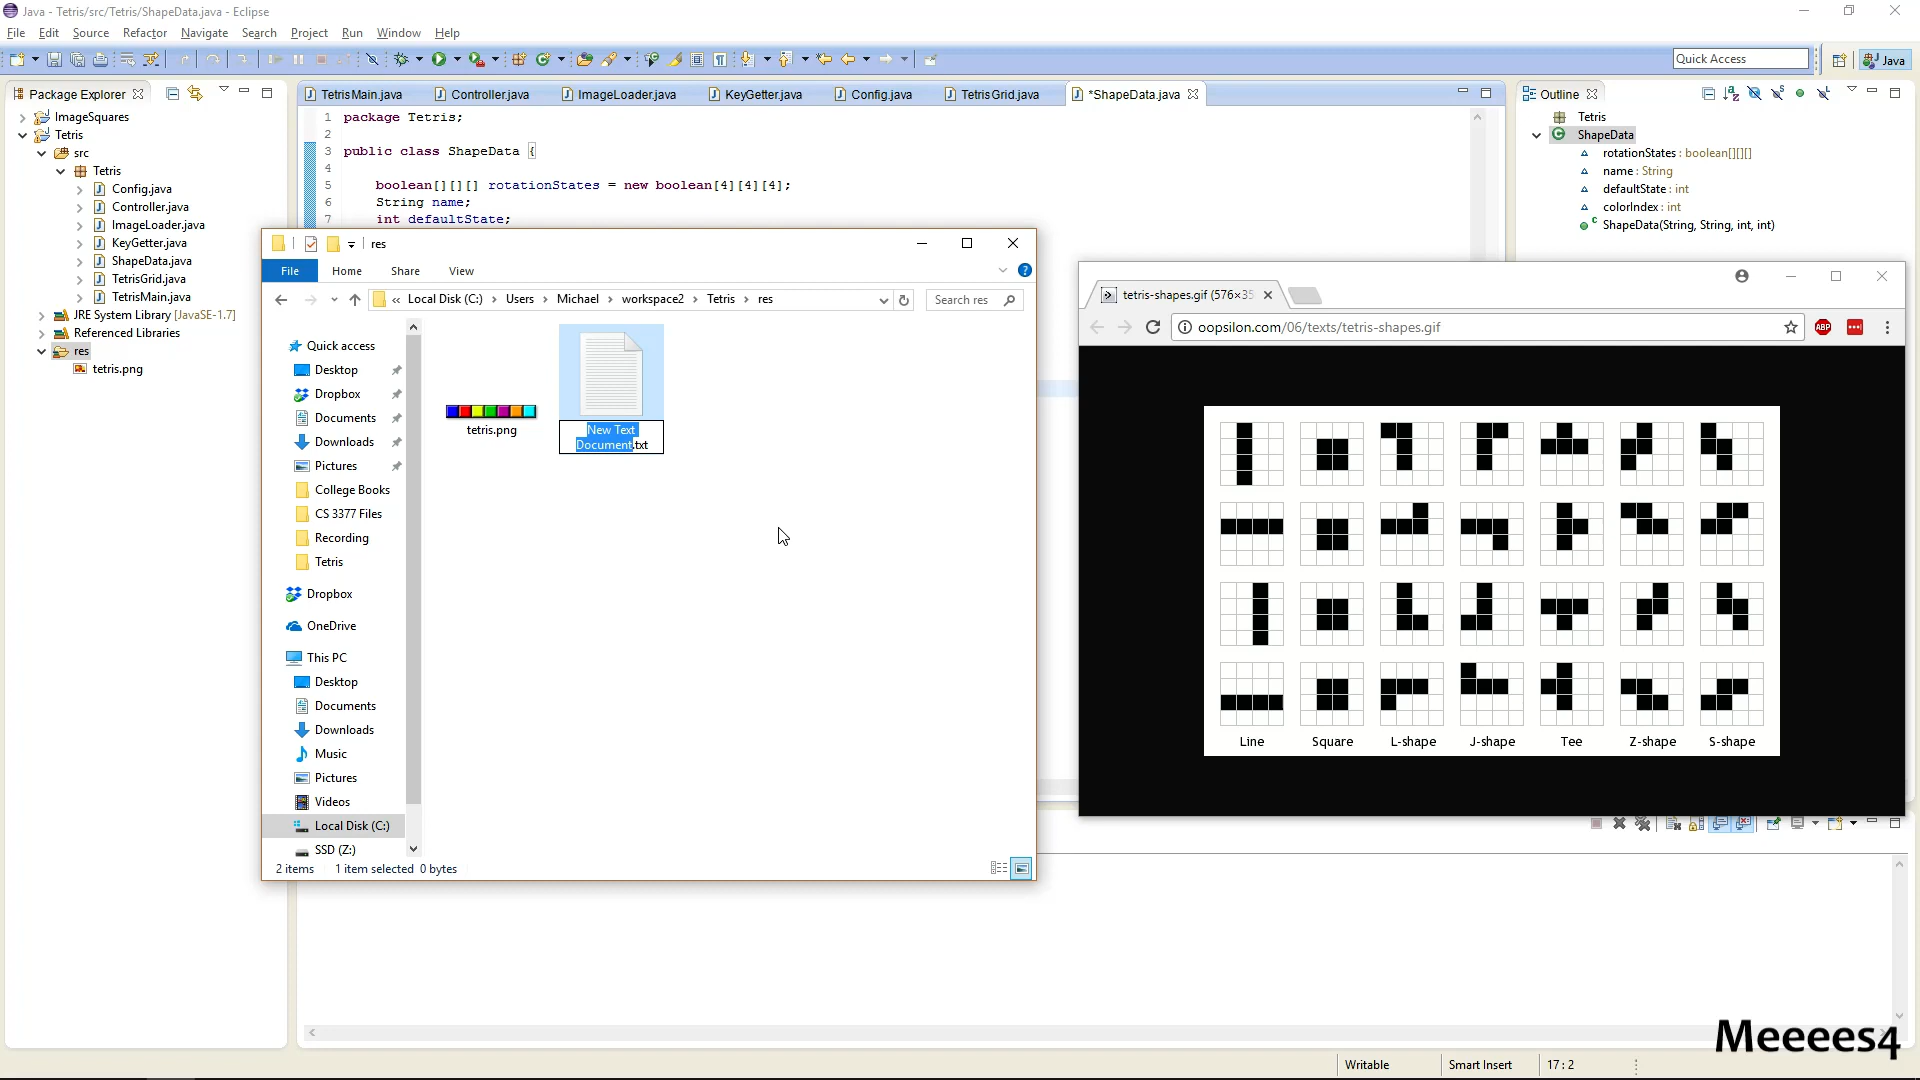 Java - Tetris/src/Tetris/ShapeData.java - Eclipse
File Edit Source Refactor Navigate Search Project Run Window Help
Quick Access
Java
Package Explorer
ImageSquares
Tetris
src
Tetris
Config.java
Controller.java
ImageLoader.java
KeyGetter.java
ShapeData.java
TetrisGrid.java
TetrisMain.java
JRE System Library [JavaSE-1.7]
Referenced Libraries
res
tetris.png
TetrisMain.java Controller.java ImageLoader.java KeyGetter.java Config.java TetrisGrid.java *ShapeData.java
1 package Tetris;
2
3 public class ShapeData {
4
5 boolean[][][] rotationStates = new boolean[4][4][4];
6 String name;
7 int defaultState;
Outline
Tetris
ShapeData
rotationStates : boolean[][][]
name : String
defaultState : int
colorIndex : int
ShapeData(String, String, int, int)
res
File Home Share View
« Local Disk (C:) Users Michael workspace2 Tetris res
Search res
Quick access
Desktop
Dropbox
Documents
Downloads
Pictures
College Books
CS 3377 Files
Recording
Tetris
Dropbox
OneDrive
This PC
Desktop
Documents
Downloads
Music
Pictures
Videos
Local Disk (C:)
SSD (Z:)
tetris.png
New Text
Document.txt
2 items 1 item selected 0 bytes
tetris-shapes.gif (576×35
oopsilon.com/06/texts/tetris-shapes.gif
ABP
Line Square L-shape J-shape Tee Z-shape S-shape
Meeees4
Writable Smart Insert 17 : 2